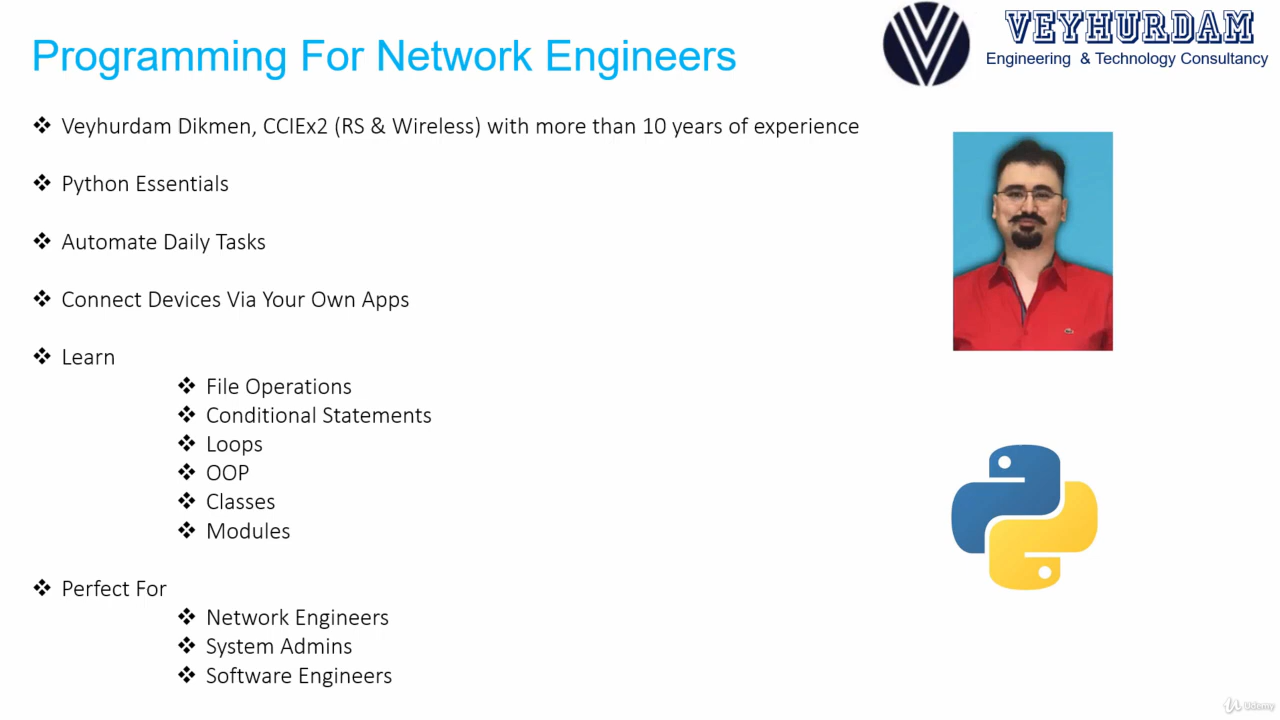 Programming For Network Engineers
VEYHURDAM
Engineering & Technology Consultancy
Veyhurdam Dikmen, CCIEx2 (RS & Wireless) with more than 10 years of experience
Python Essentials
Automate Daily Tasks
Connect Devices Via Your Own Apps
Learn
File Operations
Conditional Statements
Loops
OOP
Classes
Modules
Perfect For
Network Engineers
System Admins
Software Engineers
Udemy